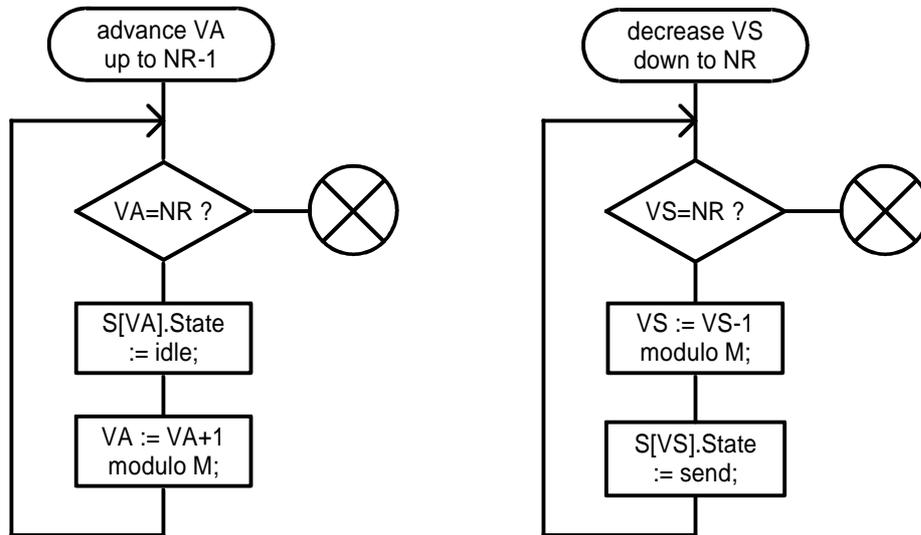 advance VA
up to NR-1
VA=NR ?
S[VA].State
:= idle;
VA := VA+1
modulo M;
decrease VS
down to NR
VS=NR ?
VS := VS-1
modulo M;
S[VS].State
:= send;